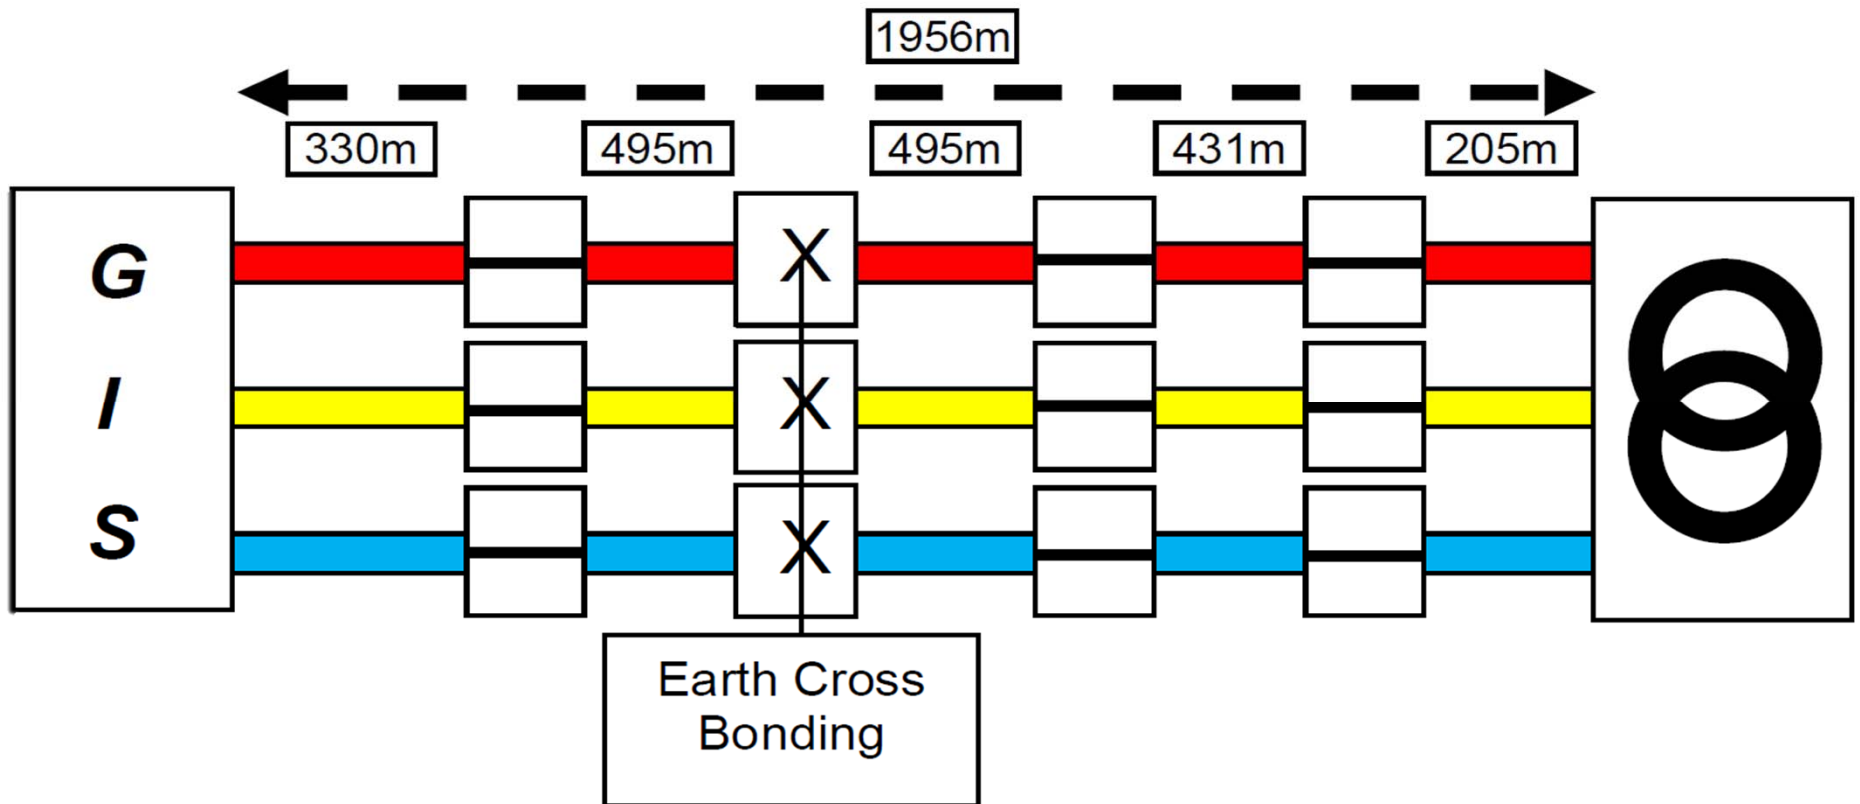 1956m
330m
495m
495m
431m
205m
G
I
S
X
X
X
Earth Cross
Bonding